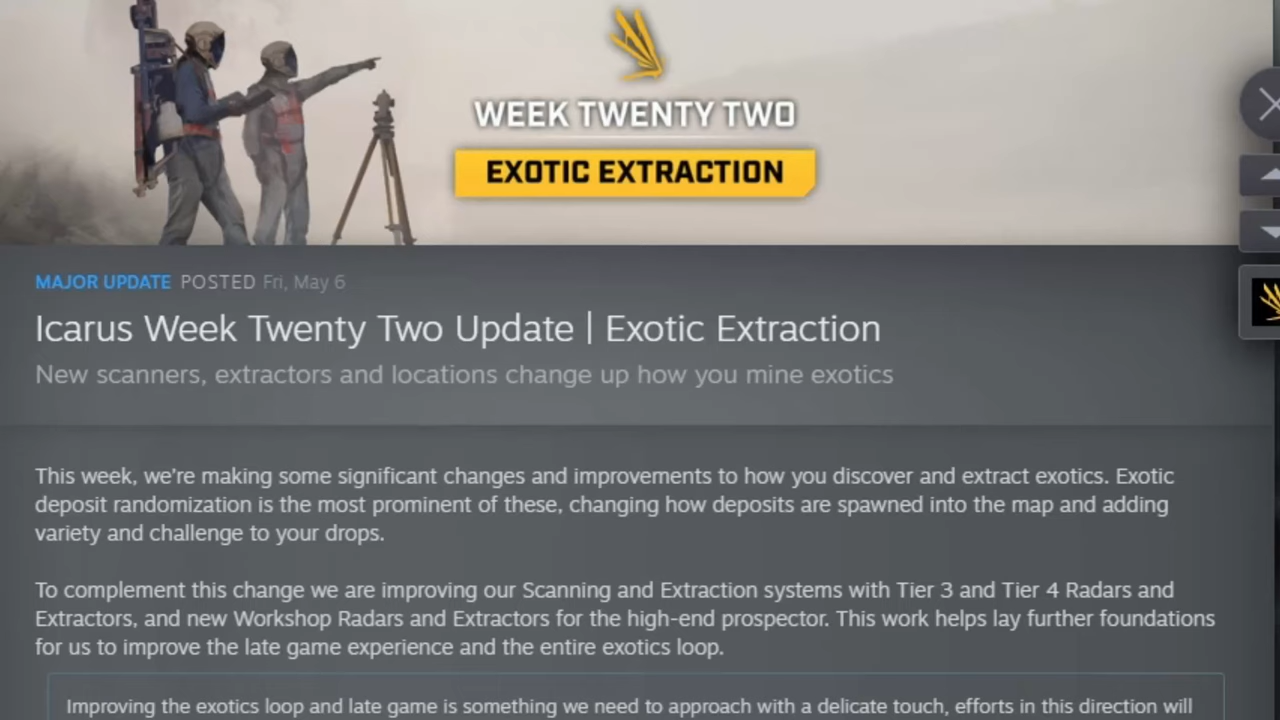 WEEK TWENTY TWO
EXOTIC EXTRACTION
MAJOR UPDATE POSTED Fri, May 6
Icarus Week Twenty Two Update | Exotic Extraction
New scanners, extractors and locations change up how you mine exotics
This week, we're making some significant changes and improvements to how you discover and extract exotics. Exotic
deposit randomization is the most prominent of these, changing how deposits are spawned into the map and adding
variety and challenge to your drops.
To complement this change we are improving our Scanning and Extraction systems with Tier 3 and Tier 4 Radars and
Extractors, and new Workshop Radars and Extractors for the high-end prospector. This work helps lay further foundations
for us to improve the late game experience and the entire exotics loop.
Improving the exotics loop and late game is something we need to approach with a delicate touch, efforts in this direction will